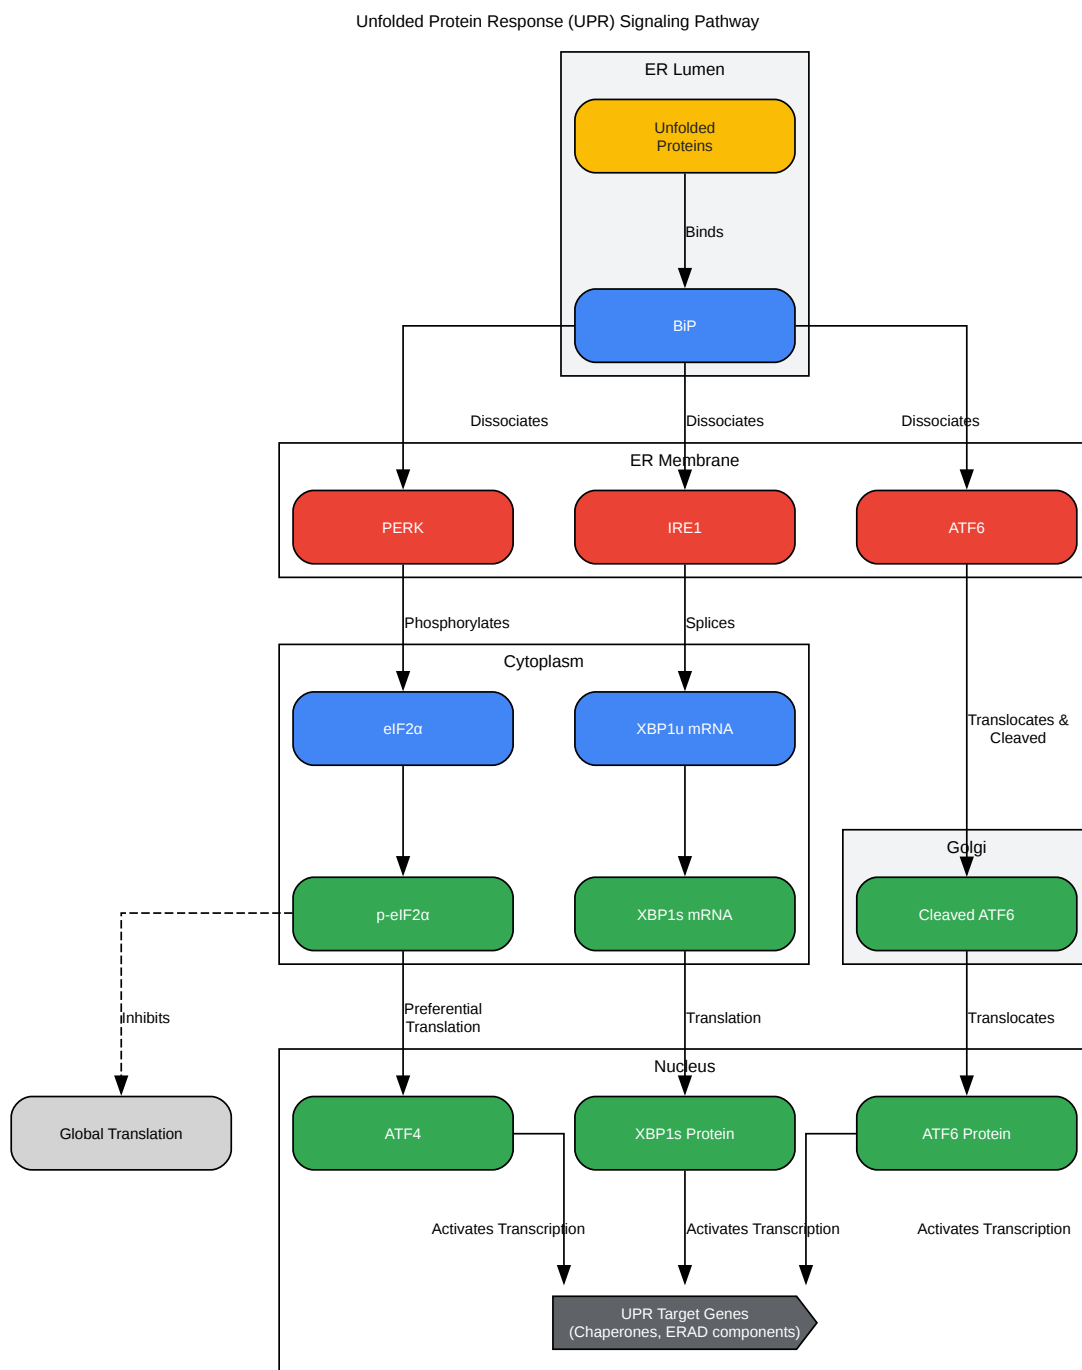 Unfolded Protein Response (UPR) Signaling Pathway
ER Lumen
Unfolded
Proteins
Binds
BiP
Dissociates
Dissociates
Dissociates
ER Membrane
PERK
IRE1
ATF6
Phosphorylates
Splices
Cytoplasm
eIF2α
XBP1u mRNA
Translocates &
Cleaved
Golgi
p-eIF2α
XBP1s mRNA
Cleaved ATF6
Inhibits
Preferential
Translation
Translation
Translocates
Nucleus
Global Translation
ATF4
XBP1s Protein
ATF6 Protein
Activates Transcription
Activates Transcription
Activates Transcription
UPR Target Genes
(Chaperones, ERAD components)